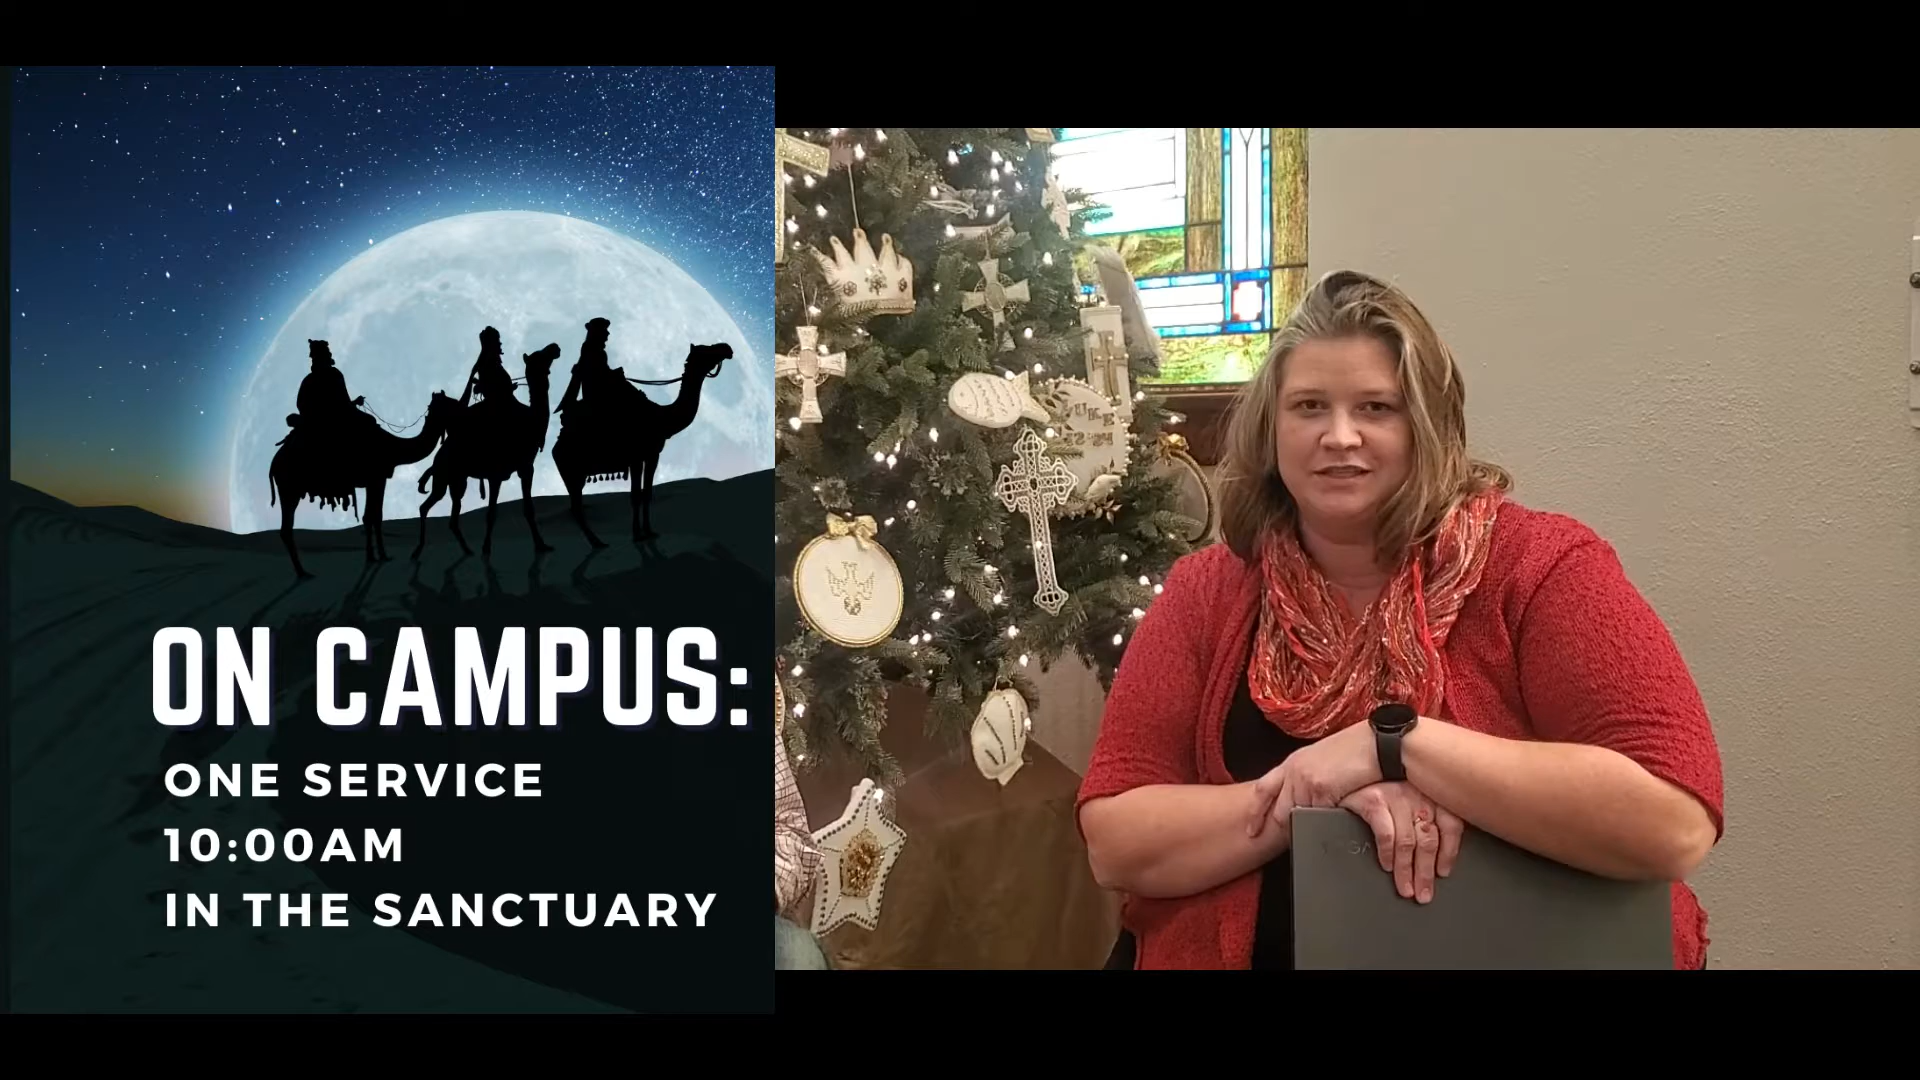 ON CAMPUS:
ONE SERVICE
10:00AM
IN THE SANCTUARY